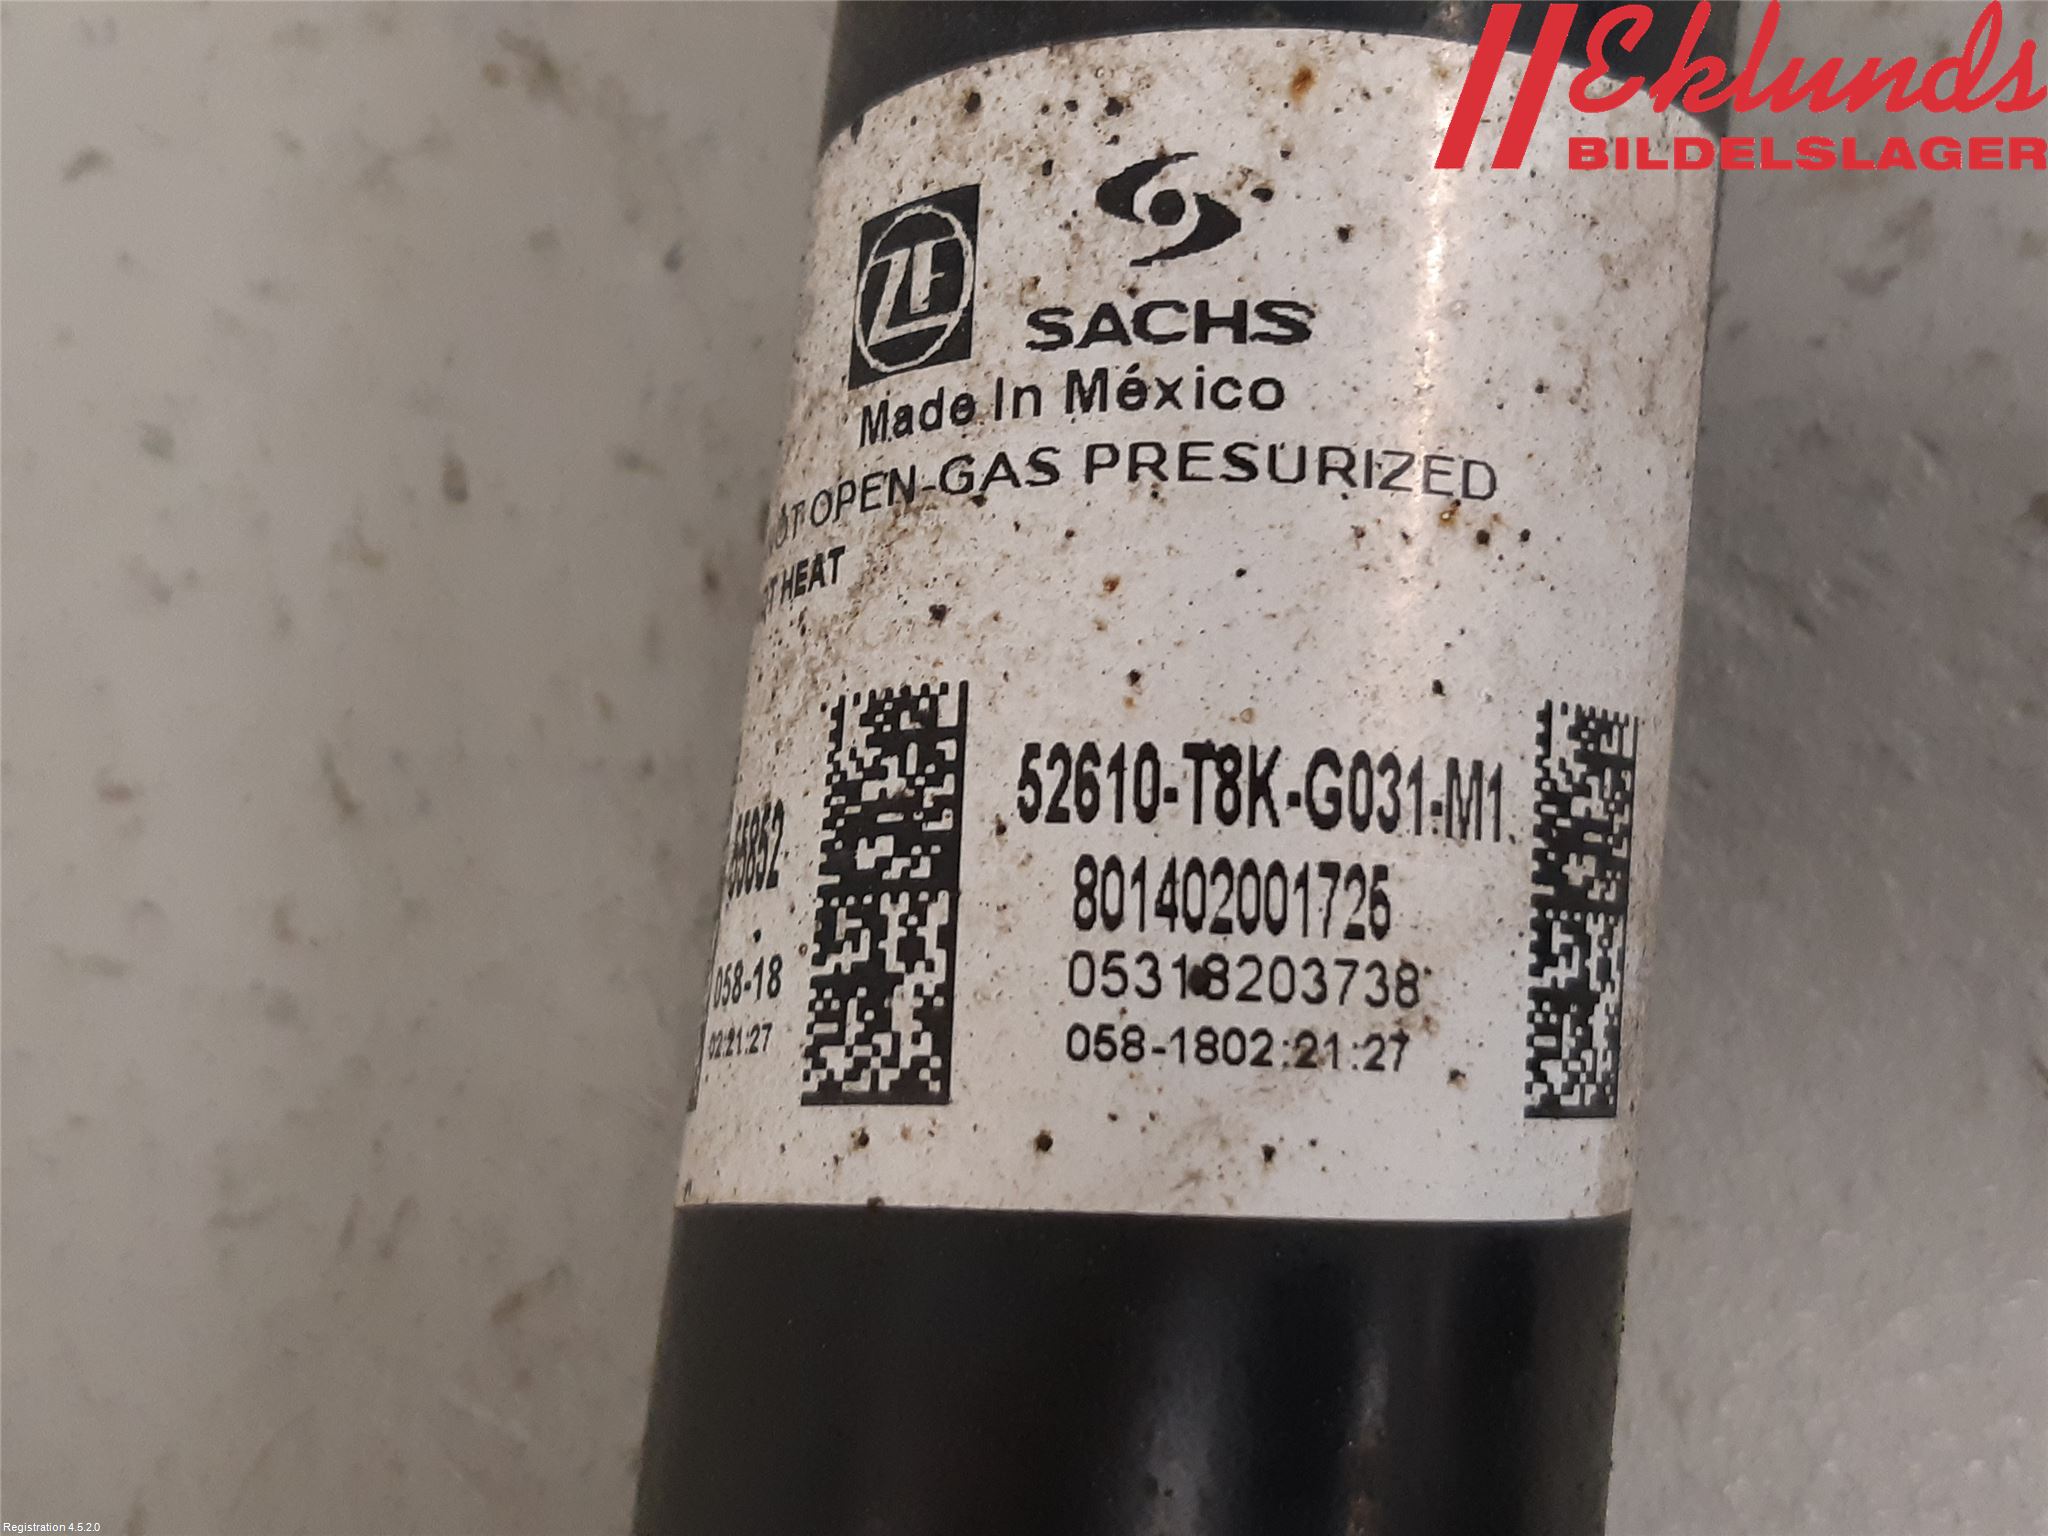 Eklunds
BILDELSLAGER
ZF
SACHS
Made In México
OPEN-GAS PRESURIZED
HEAT
52610-T8K-G031-M1
801402001725
05318203738
058-1802:21:27
058-18
02:21:27
Registration 4.5.2.0